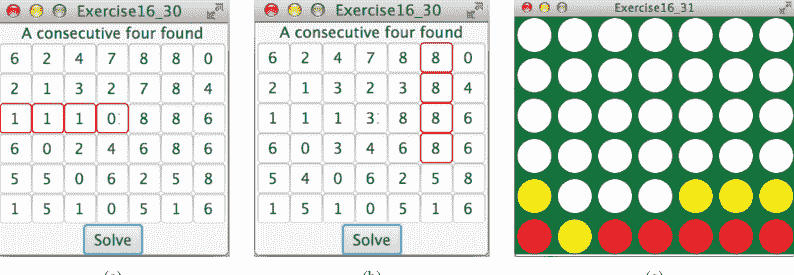 Exercise16_30
A consecutive four found
6 2 4 7 8 8 0
2 1 3 2 7 8 4
1 1 1 0 8 8 6
6 0 2 4 6 8 6
5 5 0 6 2 5 8
1 5 1 0 5 1 6
Solve
Exercise16_30
A consecutive four found
6 2 4 7 8 8 0
2 1 3 2 3 8 4
1 1 1 3 8 8 6
6 0 3 4 6 8 6
5 4 0 6 2 5 8
1 5 1 0 5 1 6
Solve
Exercise16_31